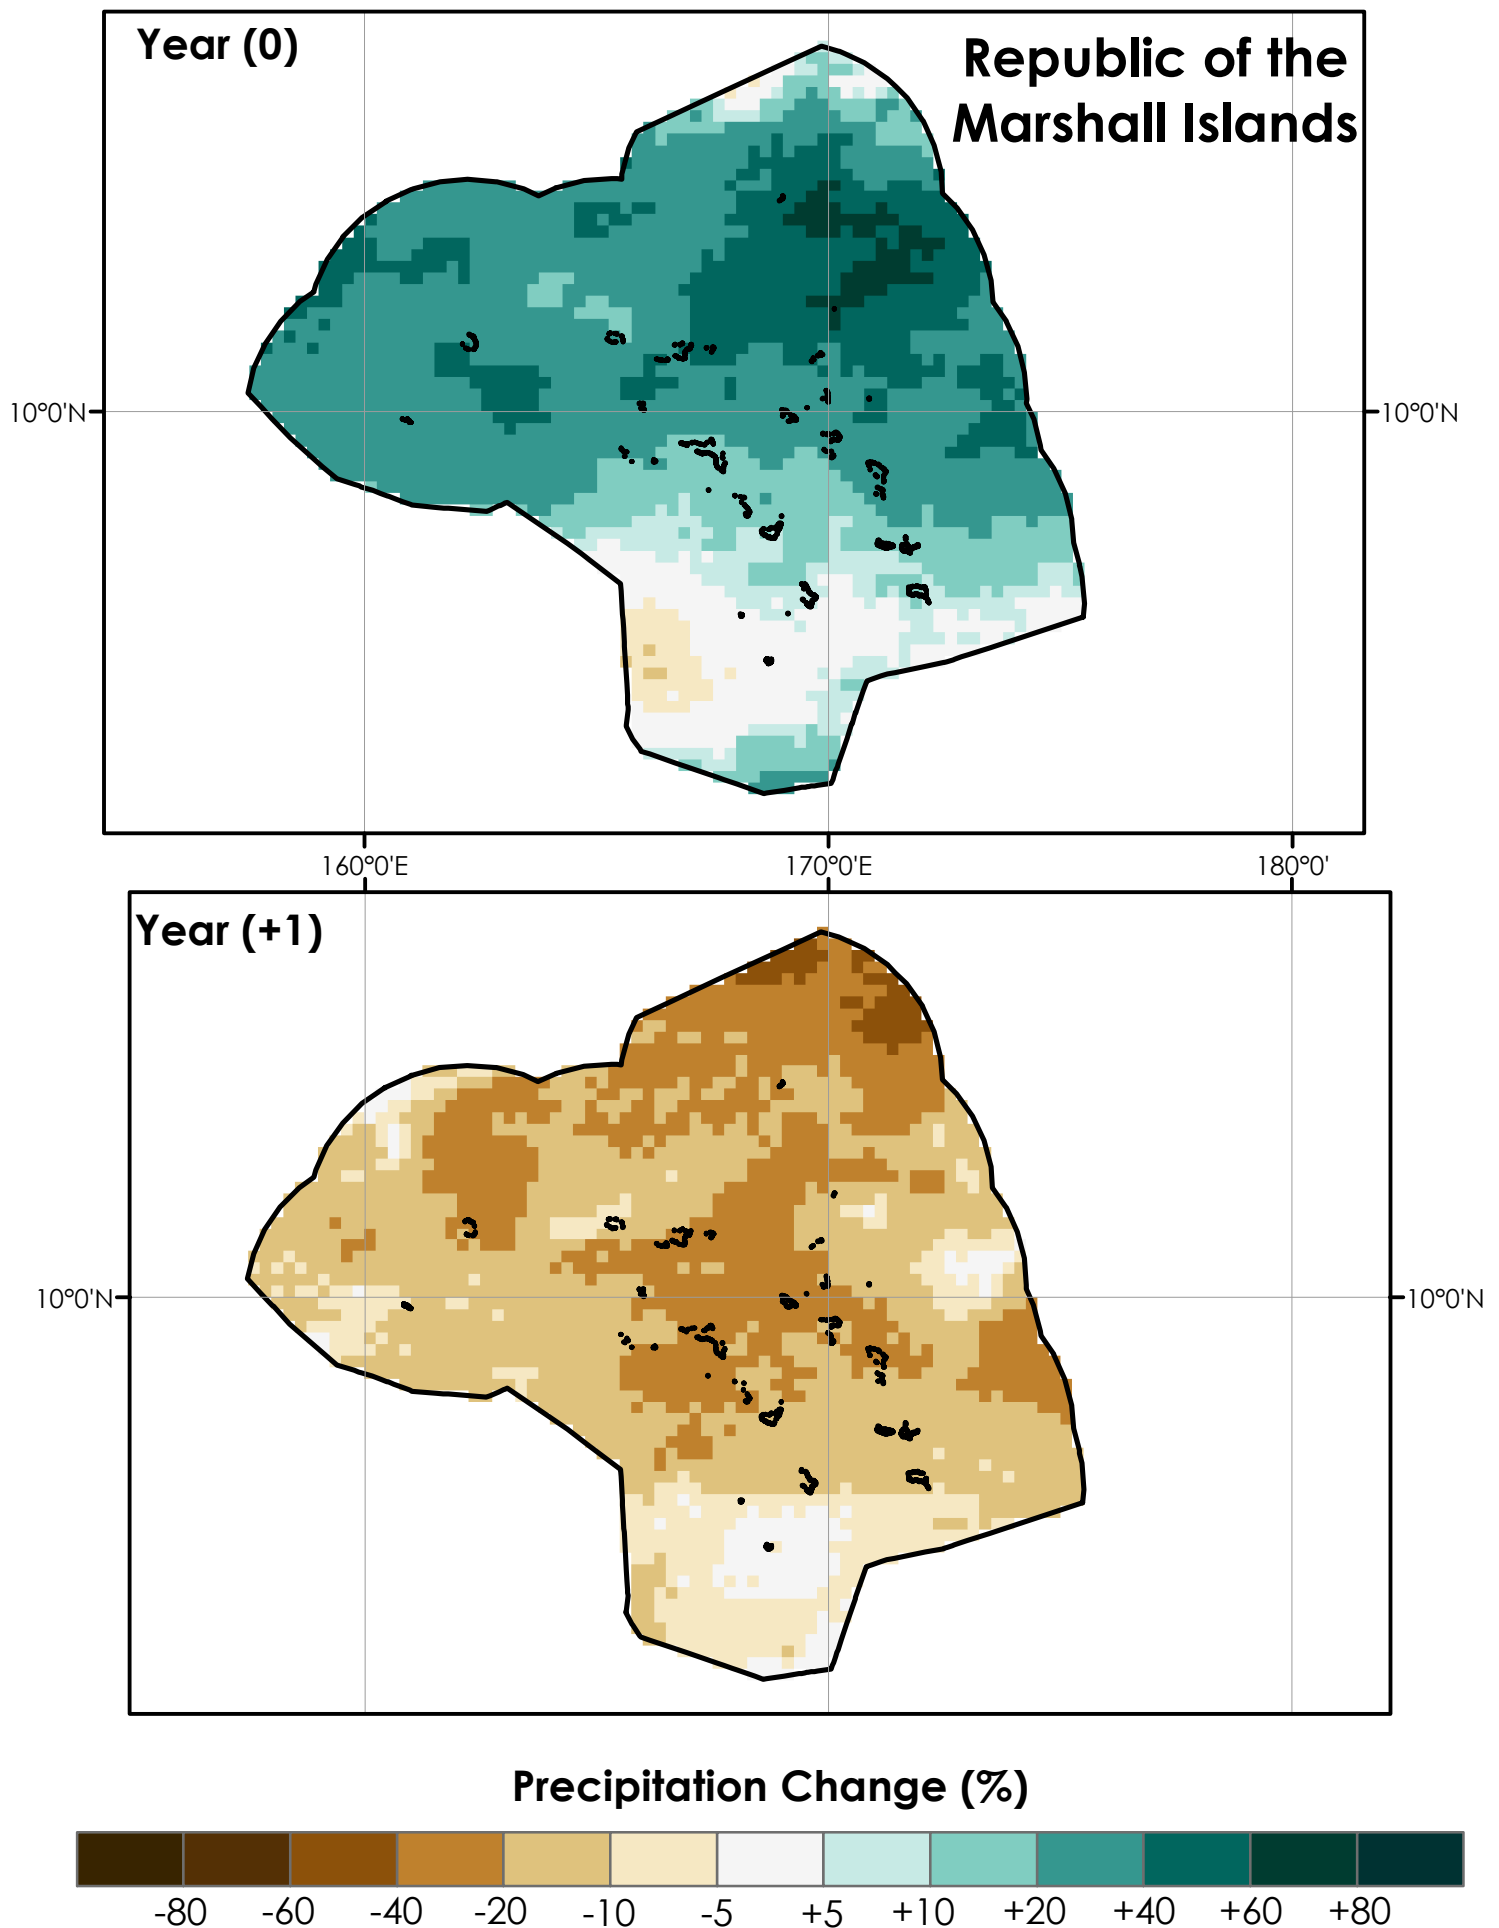 Year (0)
Republic of the
Marshall Islands
10°0'N
10°0'N
160°0'E
170°0'E
180°0'
Year (+1)
10°0'N
10°0'N
Precipitation Change (%)
-80
-60
-40
-20
-10
-5
+5
+10
+20
+40
+60
+80